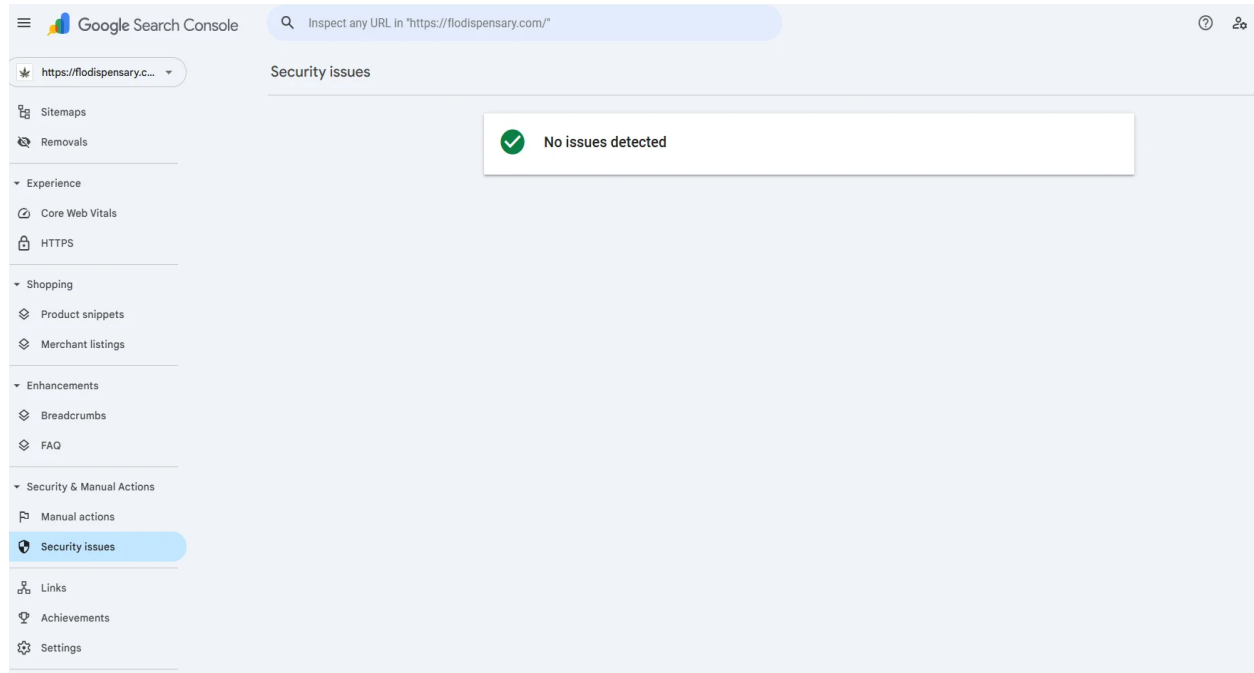 Google Search Console
Inspect any URL in "https://flodispensary.com/"
https://flodispensary.c...
Security issues
No issues detected
Sitemaps
Removals
Experience
Core Web Vitals
HTTPS
Shopping
Product snippets
Merchant listings
Enhancements
Breadcrumbs
FAQ
Security & Manual Actions
Manual actions
Security issues
Links
Achievements
Settings